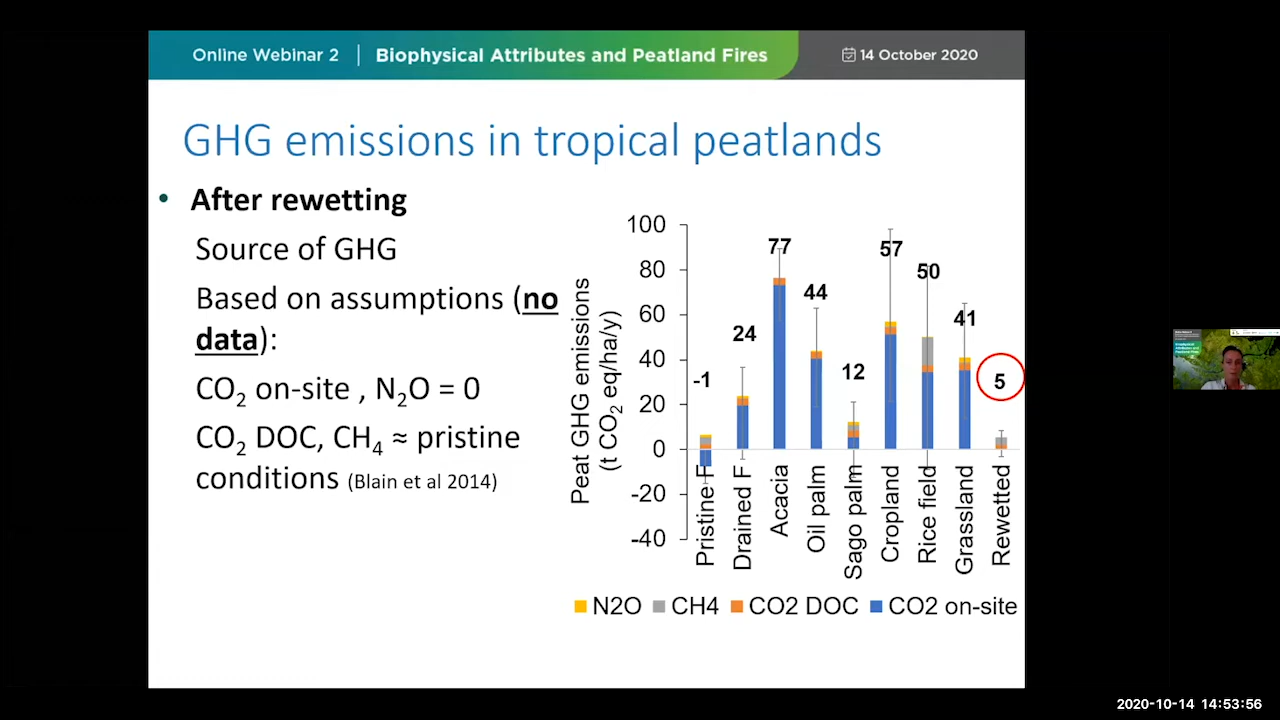 Online Webinar 2 | Biophysical Attributes and Peatland Fires
14 October 2020
GHG emissions in tropical peatlands
• After rewetting
Source of GHG
Based on assumptions (no
data):
CO2 on-site , N2O = 0
CO2 DOC, CH4 ≈ pristine
conditions (Blain et al 2014)
Peat GHG emissions
(t CO2 eq/ha/y)
100
80
60
40
20
0
-20
-40
-1
24
77
44
12
57
50
41
5
Pristine F
Drained F
Acacia
Oil palm
Sago palm
Cropland
Rice field
Grassland
Rewetted
N2O CH4 CO2 DOC CO2 on-site
2020-10-14 14:53:56